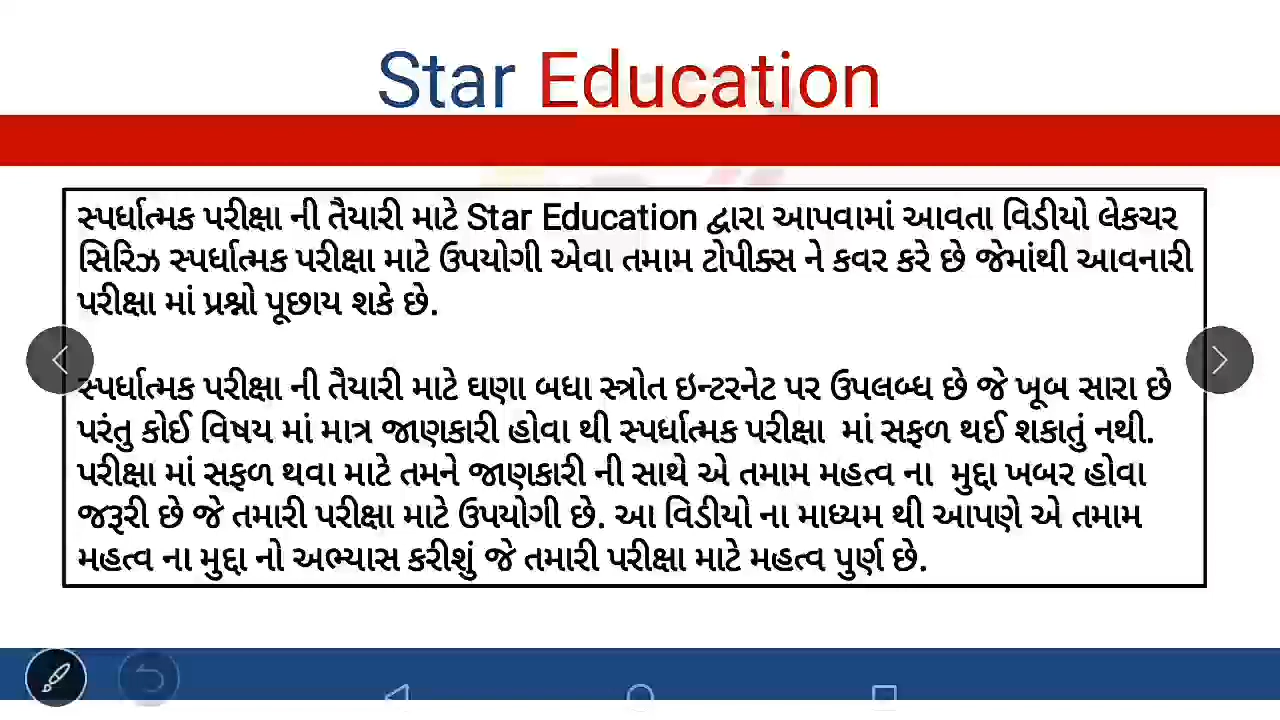 Star Education
સ્પર્ધાત્મક પરીક્ષા ની તૈયારી માટે Star Education દ્વારા આપવામાં આવતા વિડીયો લેકચર
સિરિઝ સ્પર્ધાત્મક પરીક્ષા માટે ઉપયોગી એવા તમામ ટોપીક્સ ને કવર કરે છે જેમાંથી આવનારી
પરીક્ષા માં પ્રશ્નો પૂછાય શકે છે.
સ્પર્ધાત્મક પરીક્ષા ની તૈયારી માટે ઘણા બધા સ્ત્રોત ઇન્ટરનેટ પર ઉપલબ્ધ છે જે ખૂબ સારા છે
પરંતુ કોઈ વિષય માં માત્ર જાણકારી હોવા થી સ્પર્ધાત્મક પરીક્ષા  માં સફળ થઈ શકાતું નથી.
પરીક્ષા માં સફળ થવા માટે તમને જાણકારી ની સાથે એ તમામ મહત્વ ના  મુદ્દા ખબર હોવા
જરૂરી છે જે તમારી પરીક્ષા માટે ઉપયોગી છે. આ વિડીયો ના માધ્યમ થી આપણે એ તમામ
મહત્વ ના મુદ્દા નો અભ્યાસ કરીશું જે તમારી પરીક્ષા માટે મહત્વ પુર્ણ છે.